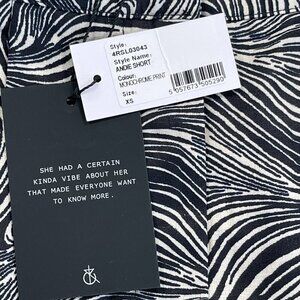 Style:
4RSL03043
Style Name:
ANDIE SHORT
Colour:
MONOCHROME PRINT
Size:
XS
5 057673 505290
SHE HAD A CERTAIN
KINDA VIBE ABOUT HER
THAT MADE EVERYONE WANT
TO KNOW MORE.